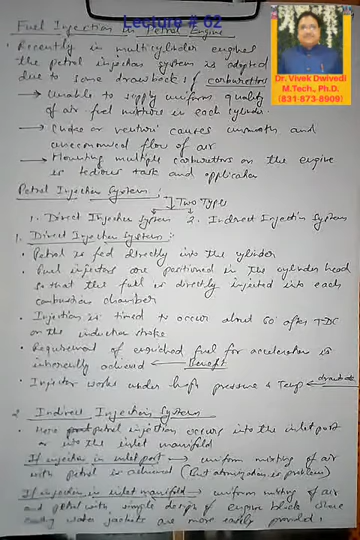 Lecture # 62
Fuel Injection in Petrol Engine
Dr. Vivek Dwivedi
M.Tech., Ph.D.
(831-873-8909)
Recently in multicylinder engines
the petrol injection system is adopted
due to some drawbacks of carburettors
→ Unable to supply uniform quality
of air fuel mixture in each cylinder
→ Choke or venturi causes unsmooth and
uneconomical flow of air
→ Mounting multiple carburettors on the engine
is tedious task and application
Petrol Injection System :-
Two Types
1. Direct Injection System 2. Indirect Injection System
1. Direct Injection System :-
• Petrol is fed directly into the cylinder
• Fuel injectors are positioned in the cylinder head
so that the fuel is directly injected into each
combustion chamber
• Injection is timed to occur about 60° after TDC
on the induction stroke
• Requirement of enriched fuel for acceleration is
inherently achieved ← Benefit
• Injector works under high pressure & Temp ←
2. Indirect Injection System
• Here petrol injection occurs into the inlet port
or into the inlet manifold
If injection in inlet port → uniform mixing of air
with petrol is achieved (But atomization is problem)
If injection in inlet manifold → uniform mixing of air
and petrol with simple design of engine block where
water jackets are more easily provided.